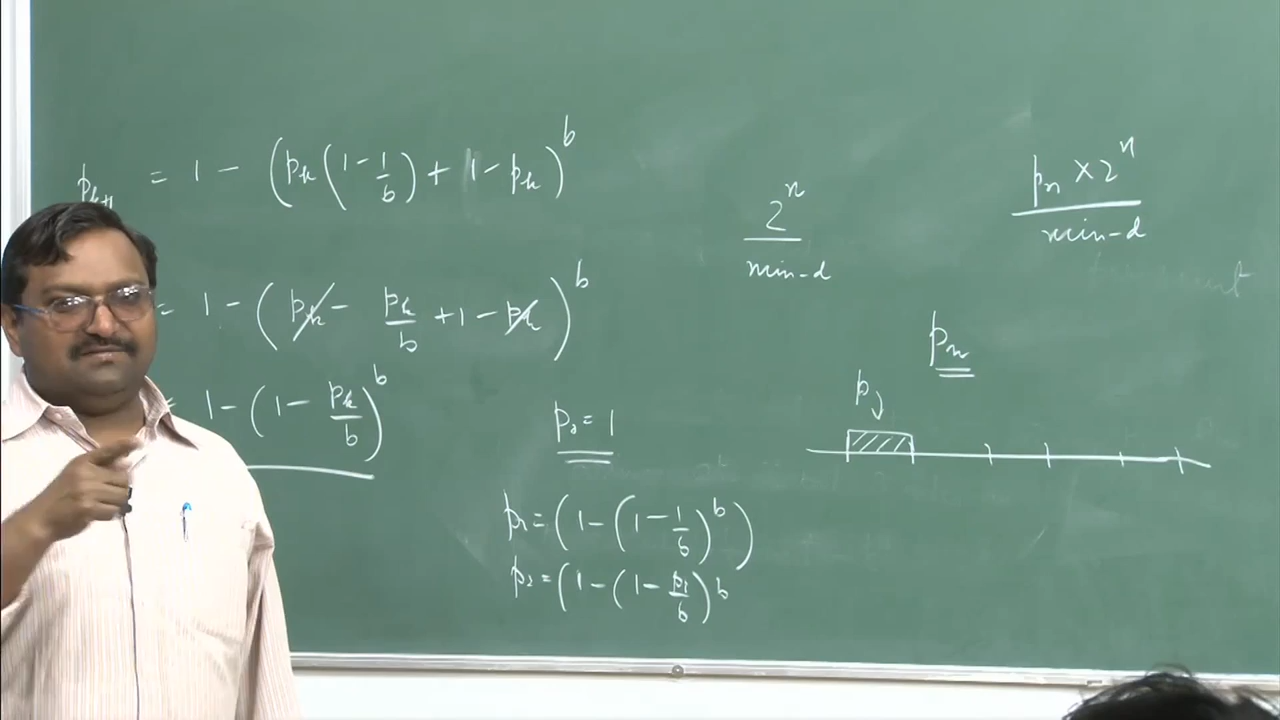 p_{k+1} = 1 - (p_k(1 - 1/b) + 1 - p_k)^b
= 1 - (p_k - p_k/b + 1 - p_k)^b
= 1 - (1 - p_k/b)^b
p_0 = 1
p_1 = (1 - (1 - 1/b)^b)
p_2 = (1 - (1 - p_1/b)^b
2^n
min-d
p_n × 2^n
min-d
p_n
p